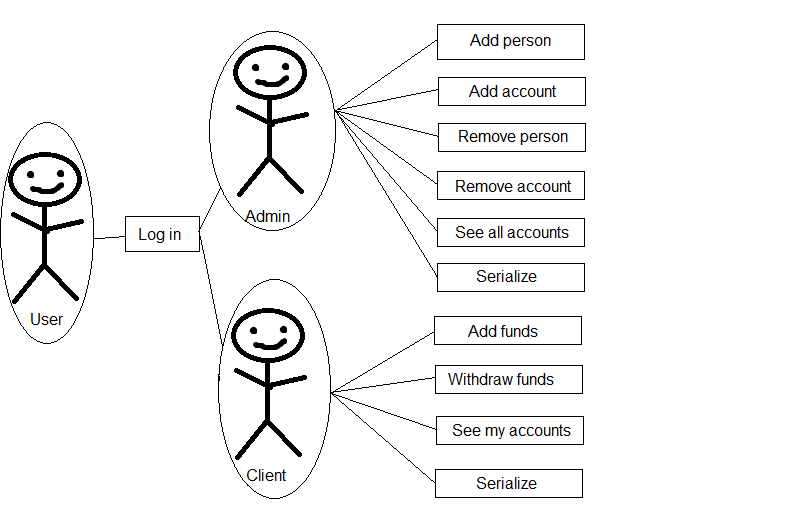 User
Log in
Admin
Add person
Add account
Remove person
Remove account
See all accounts
Serialize
Client
Add funds
Withdraw funds
See my accounts
Serialize